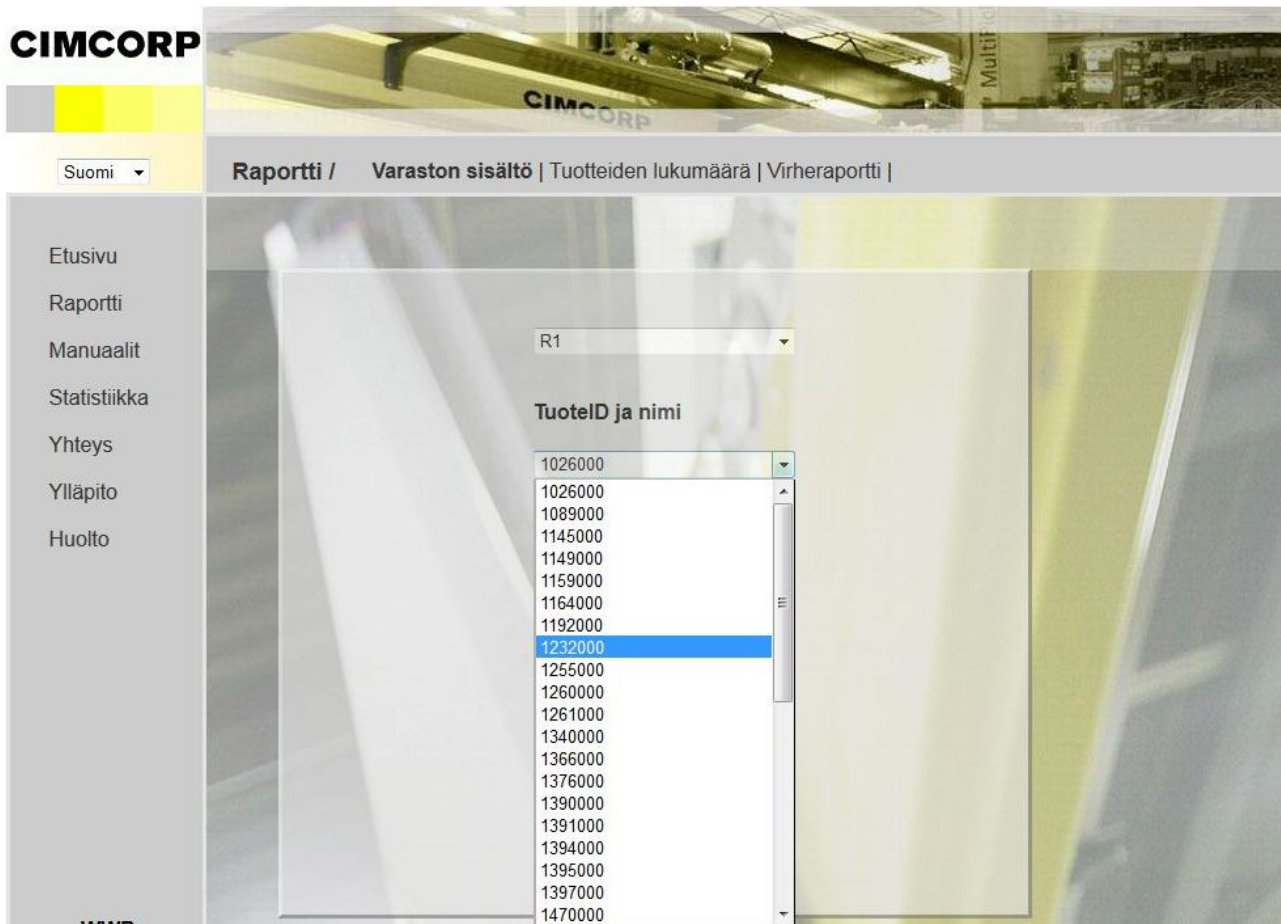 CIMCORP
MultiPick
CIMCORP
Suomi
Raportti / Varaston sisältö | Tuotteiden lukumäärä | Virheraportti |
Etusivu
Raportti
Manuaalit
Statistiikka
Yhteys
Ylläpito
Huolto
R1
TuoteID ja nimi
1026000
1026000
1089000
1145000
1149000
1159000
1164000
1192000
1232000
1255000
1260000
1261000
1340000
1366000
1376000
1390000
1391000
1394000
1395000
1397000
1470000